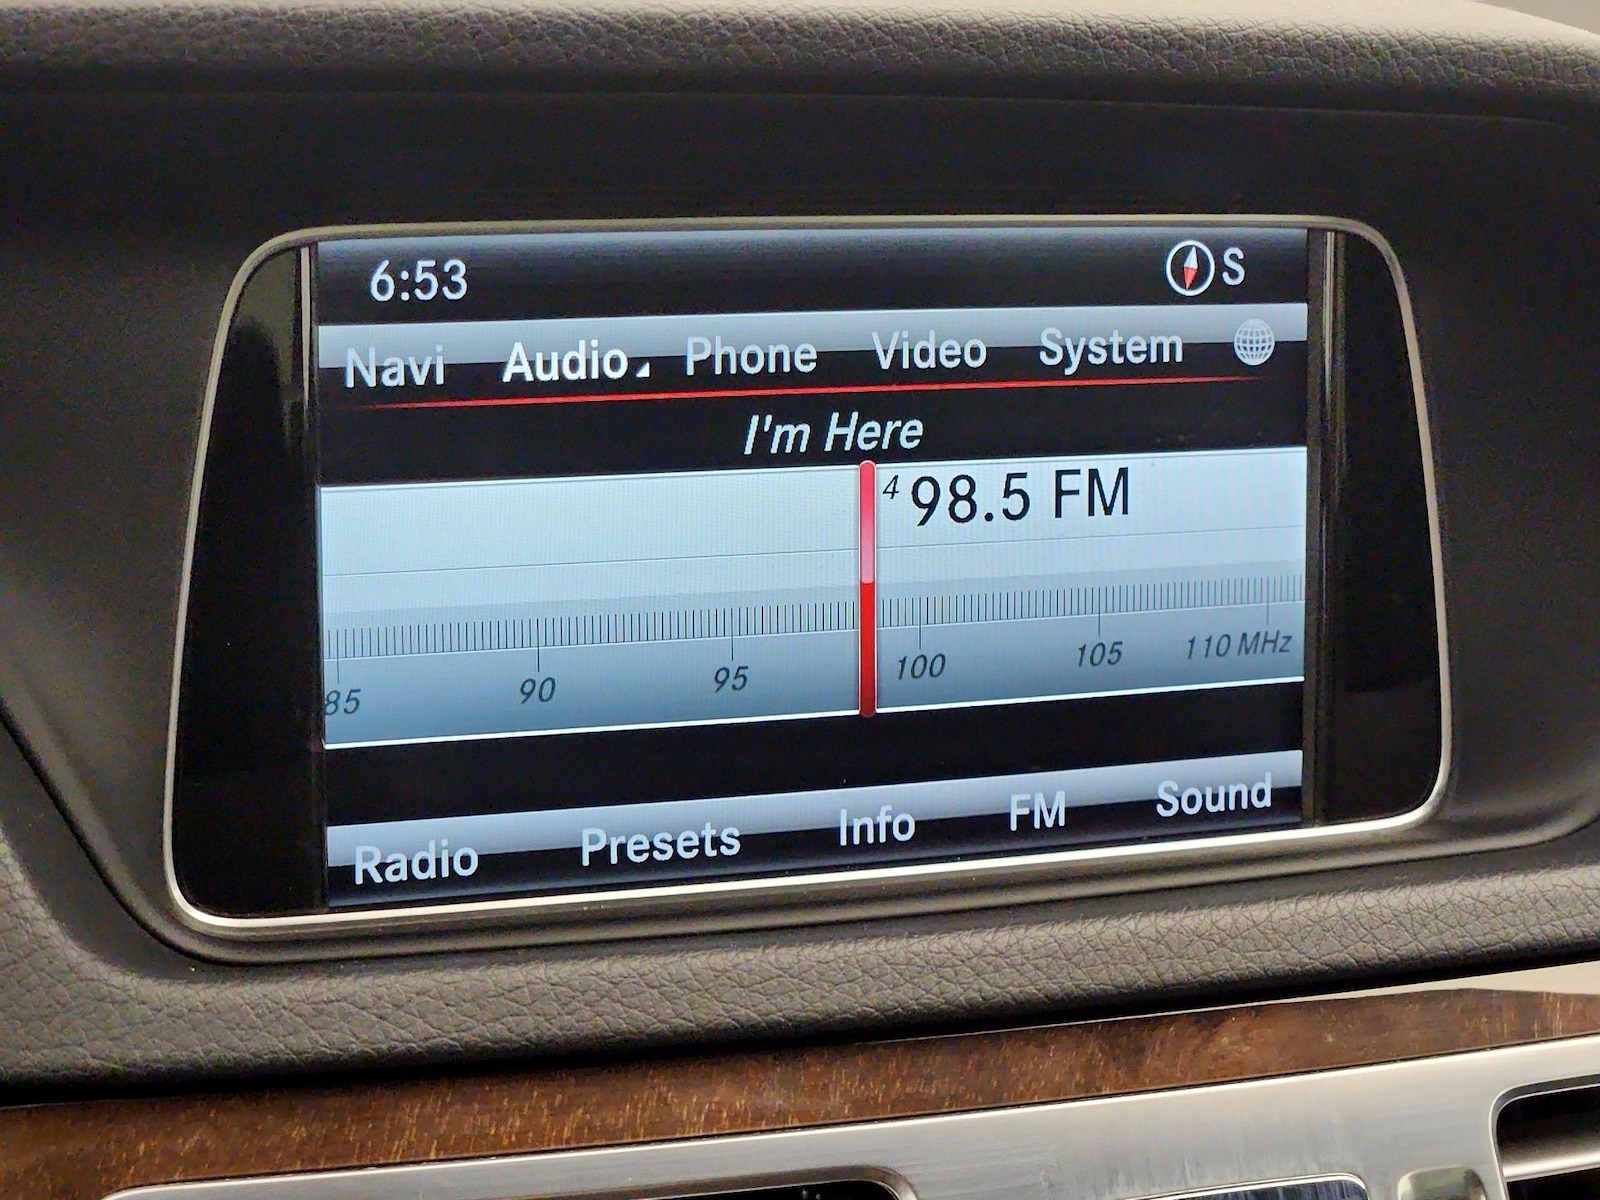 6:53 S
Navi Audio Phone Video System
I'm Here
4 98.5 FM
85 90 95 100 105 110 MHz
Radio Presets Info FM Sound